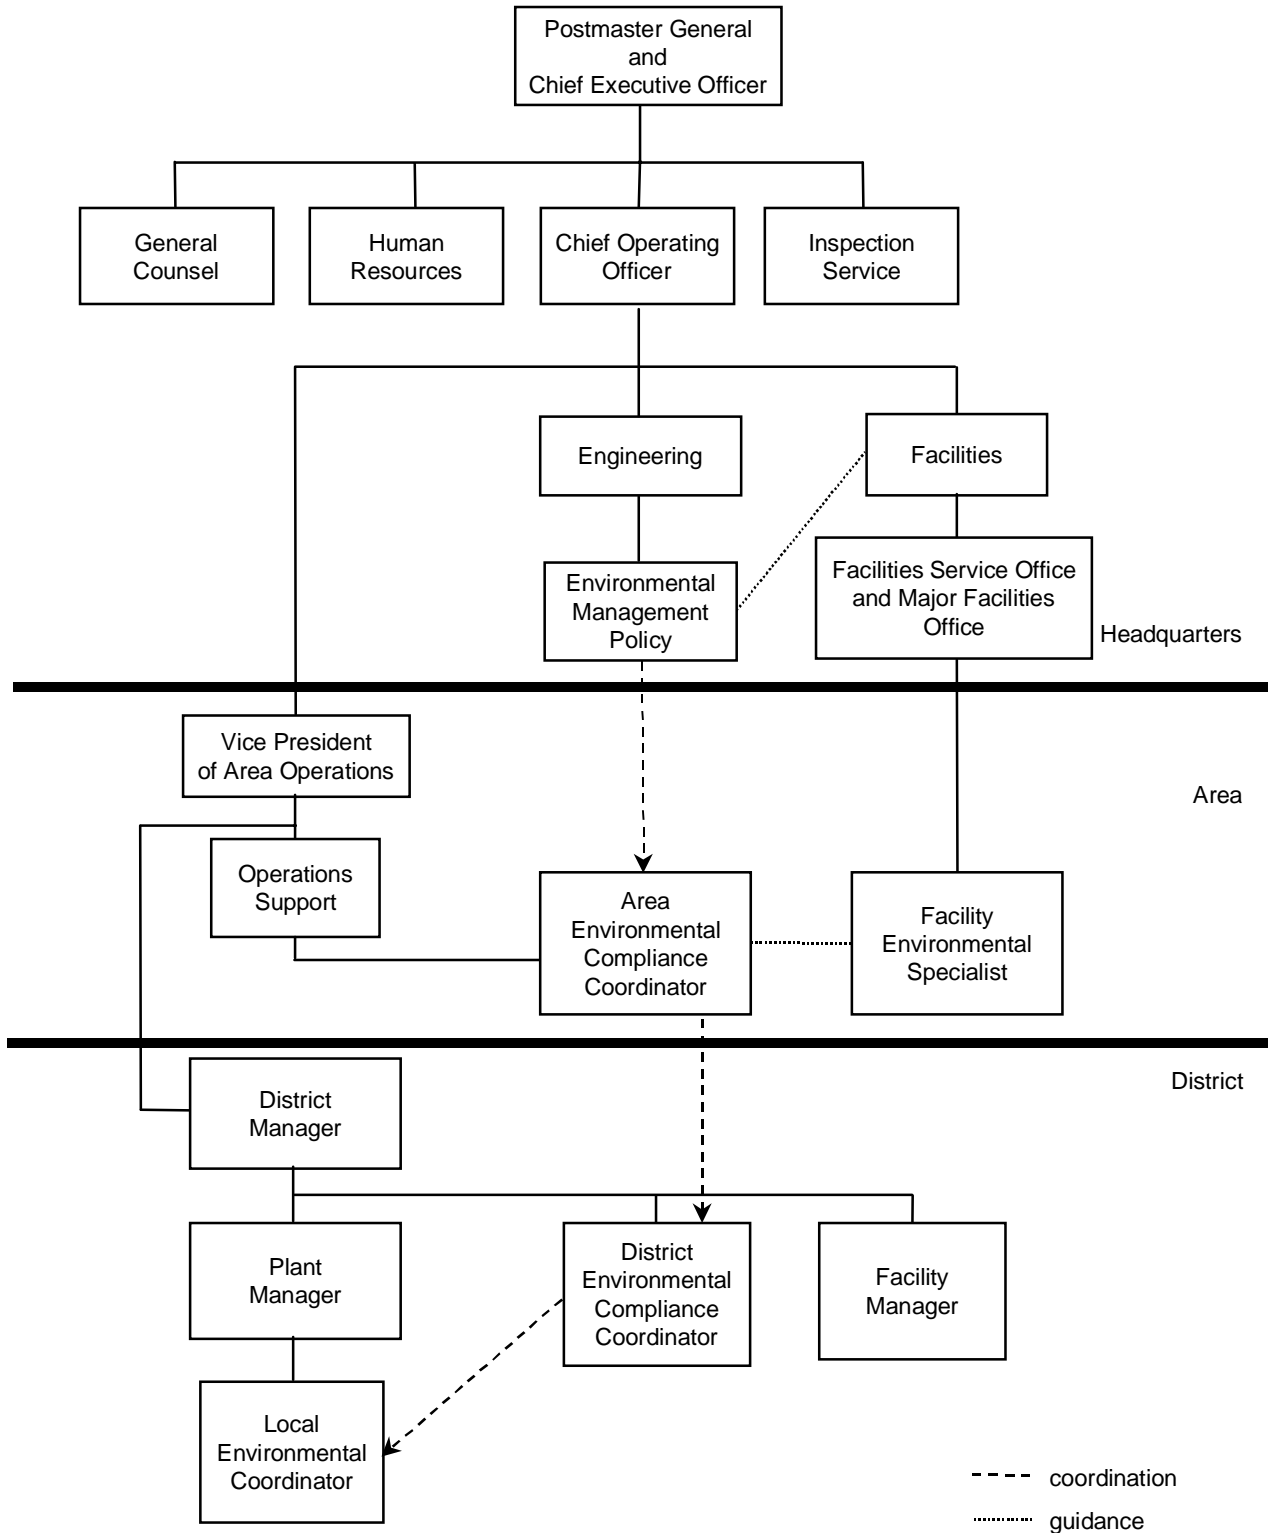 Postmaster General
and
Chief Executive Officer
General
Counsel
Human
Resources
Chief Operating
Officer
Inspection
Service
Engineering
Facilities
Environmental
Management
Policy
Facilities Service Office
and Major Facilities
Office
Headquarters
Vice President
of Area Operations
Area
Operations
Support
Area
Environmental
Compliance
Coordinator
Facility
Environmental
Specialist
District
District
Manager
Plant
Manager
District
Environmental
Compliance
Coordinator
Facility
Manager
Local
Environmental
Coordinator
coordination
guidance